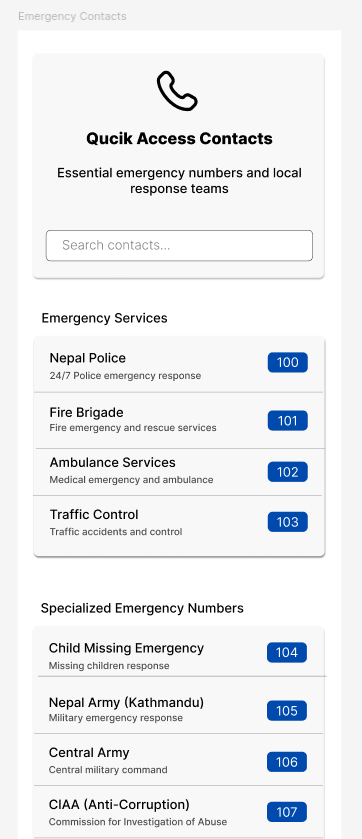 Emergency Contacts
Qucik Access Contacts
Essential emergency numbers and local
response teams
Search contacts...
Emergency Services
Nepal Police
24/7 Police emergency response
100
Fire Brigade
Fire emergency and rescue services
101
Ambulance Services
Medical emergency and ambulance
102
Traffic Control
Traffic accidents and control
103
Specialized Emergency Numbers
Child Missing Emergency
Missing children response
104
Nepal Army (Kathmandu)
Military emergency response
105
Central Army
Central military command
106
CIAA (Anti-Corruption)
Commission for Investigation of Abuse
107